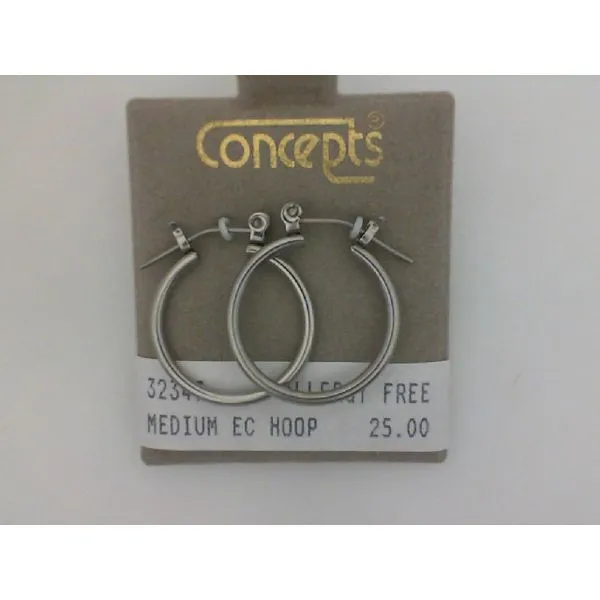 Concepts®
FREE
MEDIUM EC HOOP 25.00